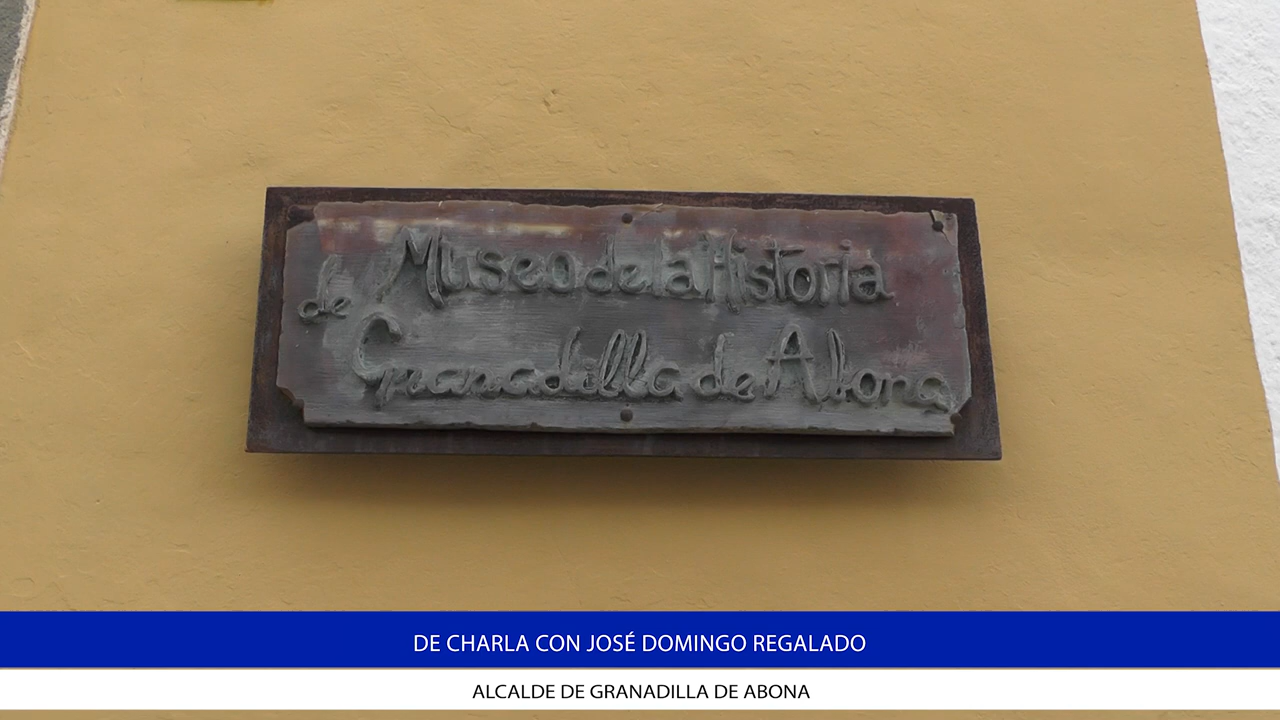 Museo de la Historia
de Granadilla de Abona
DE CHARLA CON JOSÉ DOMINGO REGALADO
ALCALDE DE GRANADILLA DE ABONA